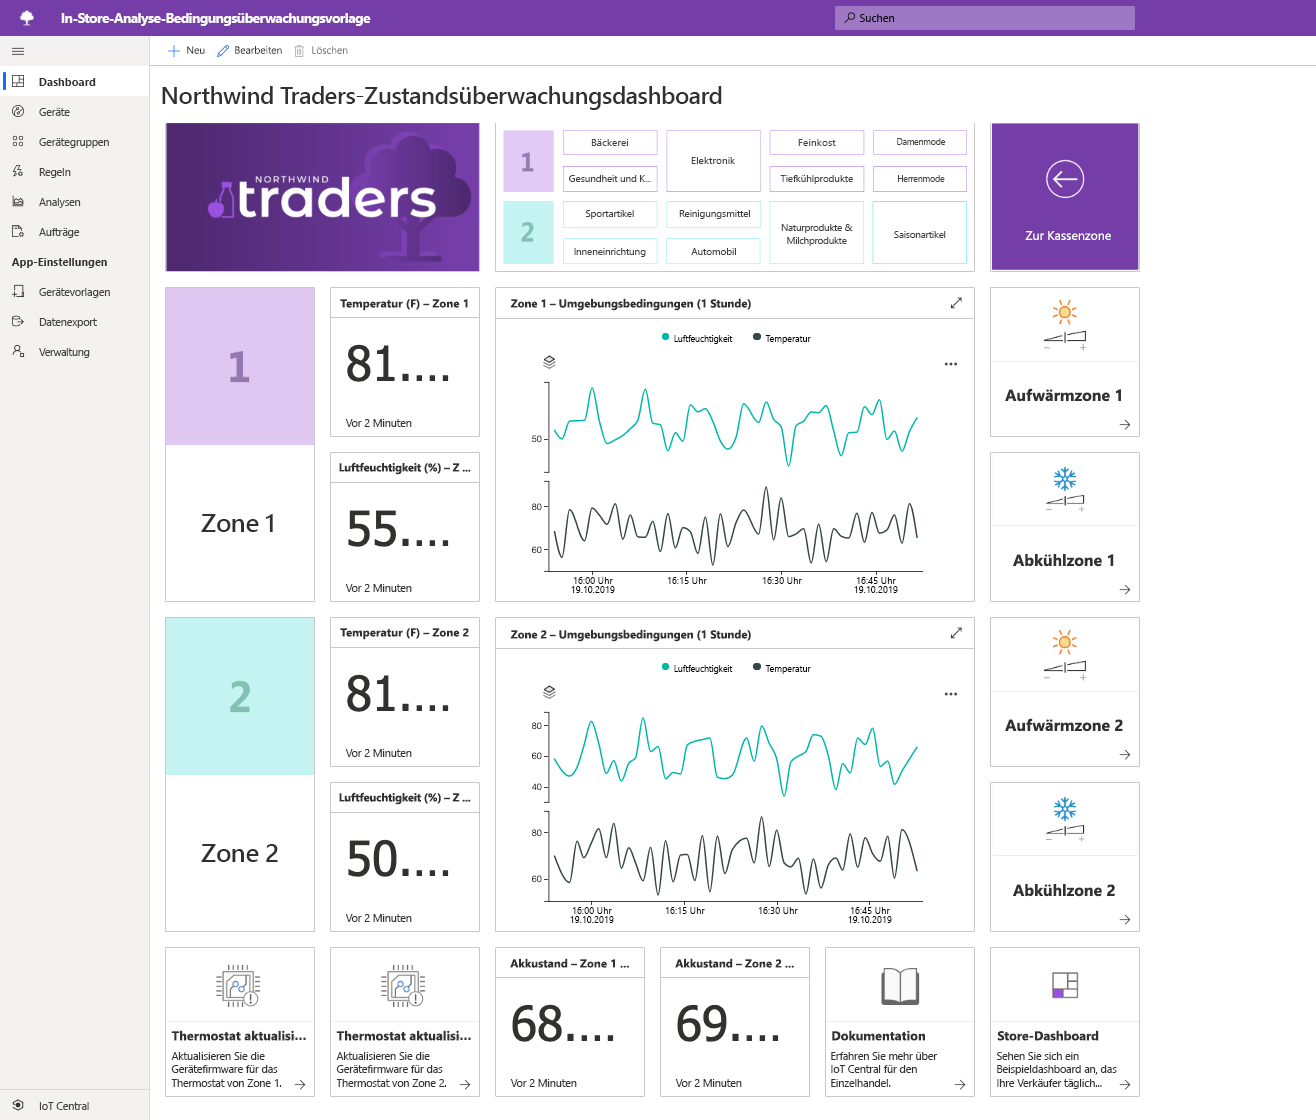 In-Store-Analyse-Bedingungsüberwachungsvorlage
Suchen
Neu
Bearbeiten
Löschen
Dashboard
Geräte
Gerätegruppen
Regeln
Analysen
Aufträge
App-Einstellungen
Gerätevorlagen
Datenexport
Verwaltung
IoT Central
Northwind Traders-Zustandsüberwachungsdashboard
NORTHWIND
traders
1
Bäckerei
Elektronik
Feinkost
Damenmode
Gesundheit und K...
Tiefkühlprodukte
Herrenmode
2
Sportartikel
Reinigungsmittel
Naturprodukte &
Milchprodukte
Saisonartikel
Inneneinrichtung
Automobil
Zur Kassenzone
1
Zone 1
Temperatur (F) – Zone 1
81....
Vor 2 Minuten
Luftfeuchtigkeit (%) – Z ...
55....
Vor 2 Minuten
Zone 1 – Umgebungsbedingungen (1 Stunde)
Luftfeuchtigkeit
Temperatur
50
80
60
16:00 Uhr
19.10.2019
16:15 Uhr
16:30 Uhr
16:45 Uhr
19.10.2019
Aufwärmzone 1
Abkühlzone 1
2
Zone 2
Temperatur (F) – Zone 2
81....
Vor 2 Minuten
Luftfeuchtigkeit (%) – Z ...
50....
Vor 2 Minuten
Zone 2 – Umgebungsbedingungen (1 Stunde)
Luftfeuchtigkeit
Temperatur
80
60
40
80
60
16:00 Uhr
19.10.2019
16:15 Uhr
16:30 Uhr
16:45 Uhr
19.10.2019
Aufwärmzone 2
Abkühlzone 2
Thermostat aktualisi...
Aktualisieren Sie die
Gerätefirmware für das
Thermostat von Zone 1.
Thermostat aktualisi...
Aktualisieren Sie die
Gerätefirmware für das
Thermostat von Zone 2.
Akkustand – Zone 1 ...
68....
Vor 2 Minuten
Akkustand – Zone 2 ...
69....
Vor 2 Minuten
Dokumentation
Erfahren Sie mehr über
IoT Central für den
Einzelhandel.
Store-Dashboard
Sehen Sie sich ein
Beispieldashboard an, das
Ihre Verkäufer täglich...